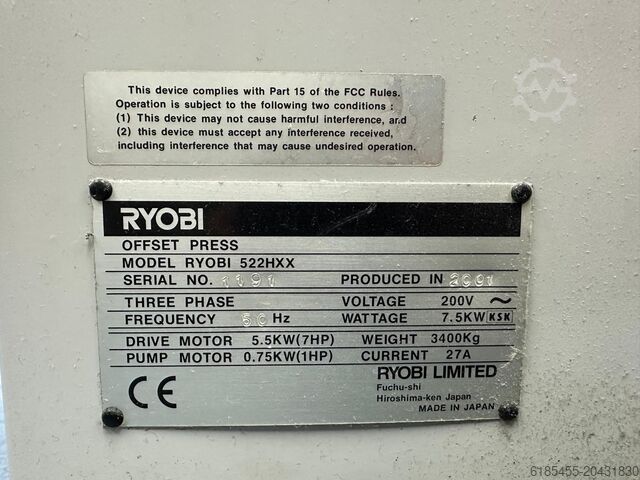 This device complies with Part 15 of the FCC Rules.
Operation is subject to the following two conditions :
(1) This device may not cause harmful interference, and
(2) this device must accept any interference received,
including interference that may cause undesired operation.
RYOBI
OFFSET PRESS
MODEL RYOBI 522HXX
SERIAL NO. 1191 PRODUCED IN 2001
THREE PHASE VOLTAGE 200V ~
FREQUENCY 50 Hz WATTAGE 7.5KW KSK
DRIVE MOTOR 5.5KW(7HP) WEIGHT 3400Kg
PUMP MOTOR 0.75KW(1HP) CURRENT 27A
RYOBI LIMITED
Fuchu-shi
Hiroshima-ken Japan
MADE IN JAPAN
CE
6185455-20431830